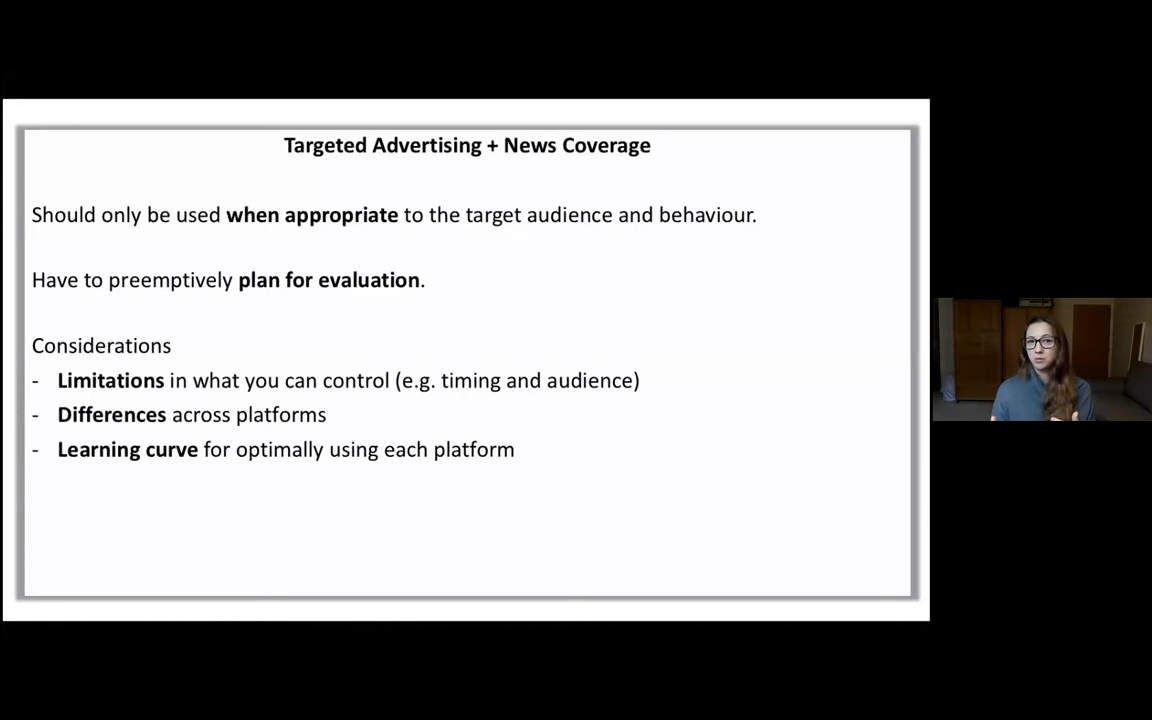 Targeted Advertising + News Coverage
Should only be used when appropriate to the target audience and behaviour.
Have to preemptively plan for evaluation.
Considerations
- Limitations in what you can control (e.g. timing and audience)
- Differences across platforms
- Learning curve for optimally using each platform